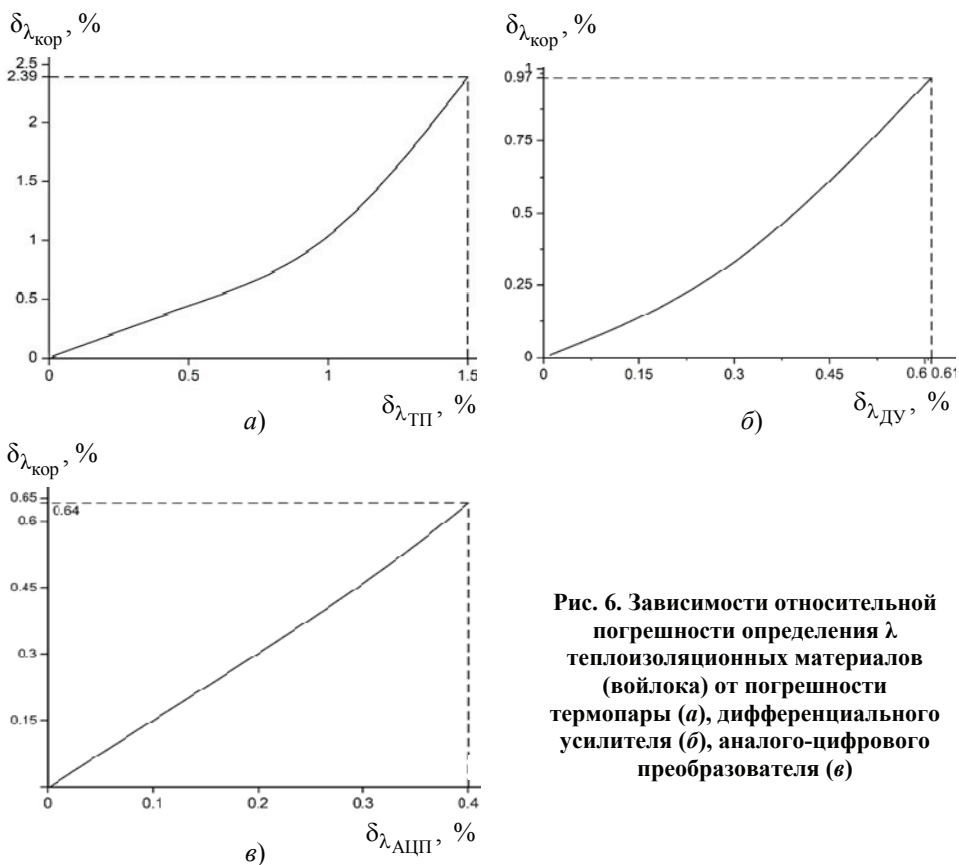 δλкор, %
2.5
2.39
2
1.5
1
0.5
0
0.5
1
1.5
δλТП, %
а)
δλкор, %
1
0.97
0.75
0.5
0.25
0
0
0.15
0.3
0.45
0.6 0.61
δλДУ, %
б)
δλкор, %
0.65
0.64
0.6
0.45
0.3
0.15
0
0.1
0.2
0.3
0.4
δλАЦП, %
в)
Рис. 6. Зависимости относительной
погрешности определения λ
теплоизоляционных материалов
(войлока) от погрешности
термопары (а), дифференциального
усилителя (б), аналого-цифрового
преобразователя (в)